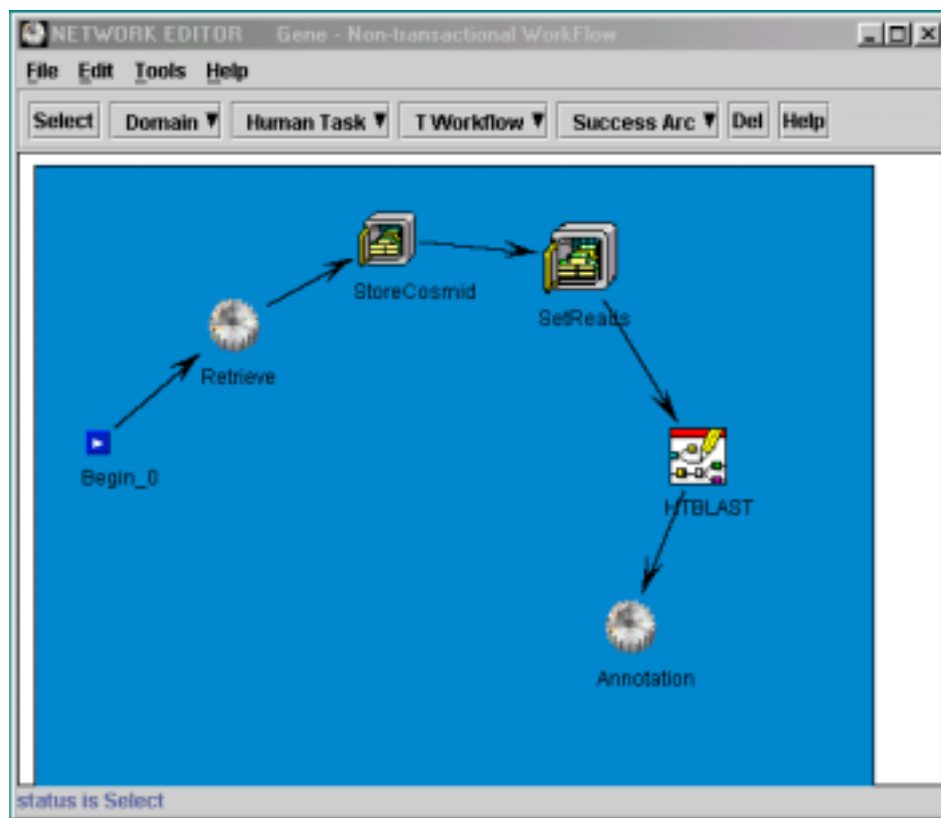 NETWORK EDITOR Gene - Non-transactional WorkFlow
File Edit Tools Help
Select Domain Human Task T Workflow Success Arc Del Help
StoreCosmid
SetReads
Retrieve
Begin_0
HTBLAST
Annotation
status is Select